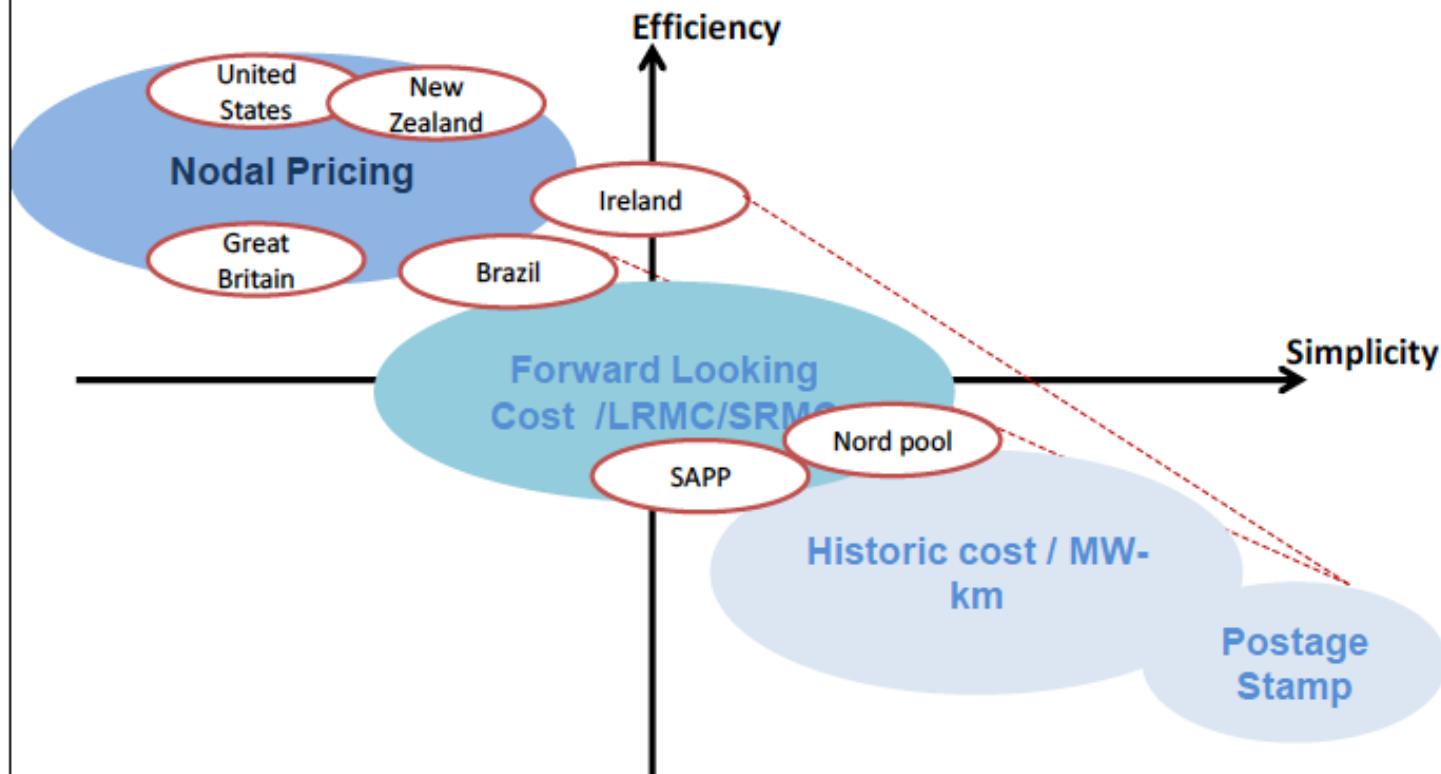 Efficiency
United
States
New
Zealand
Nodal Pricing
Ireland
Great
Britain
Brazil
Simplicity
Forward Looking
Cost /LRMC/SRMC
Nord pool
SAPP
Historic cost / MW-
km
Postage
Stamp